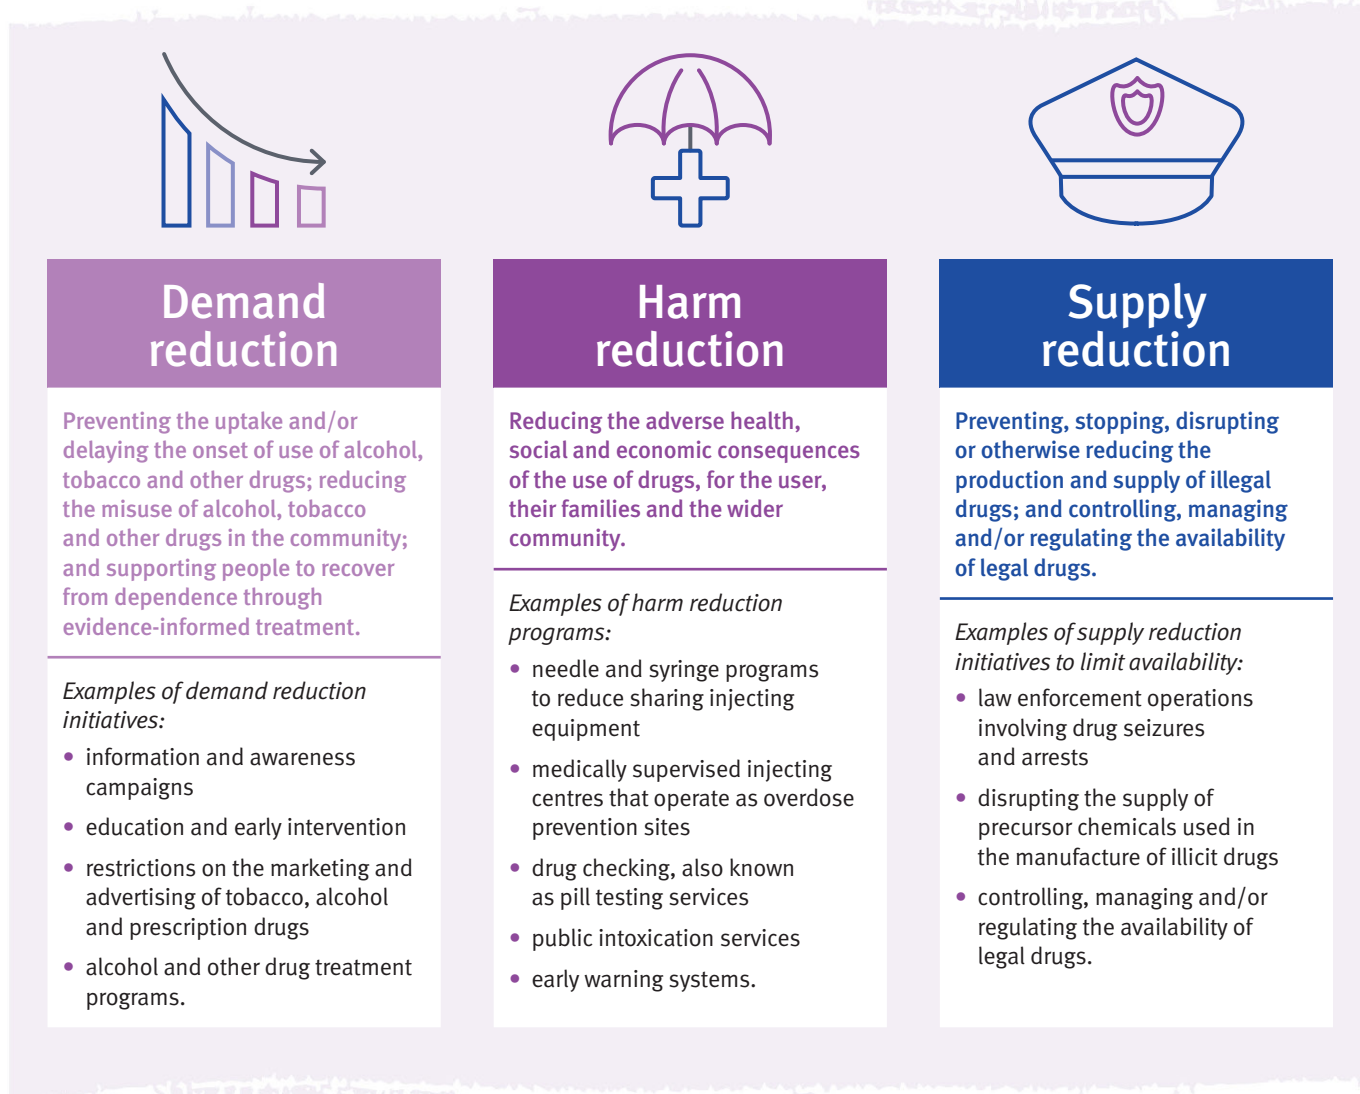 Demand
reduction
Preventing the uptake and/or
delaying the onset of use of alcohol,
tobacco and other drugs; reducing
the misuse of alcohol, tobacco
and other drugs in the community;
and supporting people to recover
from dependence through
evidence-informed treatment.
Examples of demand reduction
initiatives:
• information and awareness
campaigns
• education and early intervention
• restrictions on the marketing and
advertising of tobacco, alcohol
and prescription drugs
• alcohol and other drug treatment
programs.
Harm
reduction
Reducing the adverse health,
social and economic consequences
of the use of drugs, for the user,
their families and the wider
community.
Examples of harm reduction
programs:
• needle and syringe programs
to reduce sharing injecting
equipment
• medically supervised injecting
centres that operate as overdose
prevention sites
• drug checking, also known
as pill testing services
• public intoxication services
• early warning systems.
Supply
reduction
Preventing, stopping, disrupting
or otherwise reducing the
production and supply of illegal
drugs; and controlling, managing
and/or regulating the availability
of legal drugs.
Examples of supply reduction
initiatives to limit availability:
• law enforcement operations
involving drug seizures
and arrests
• disrupting the supply of
precursor chemicals used in
the manufacture of illicit drugs
• controlling, managing and/or
regulating the availability of
legal drugs.